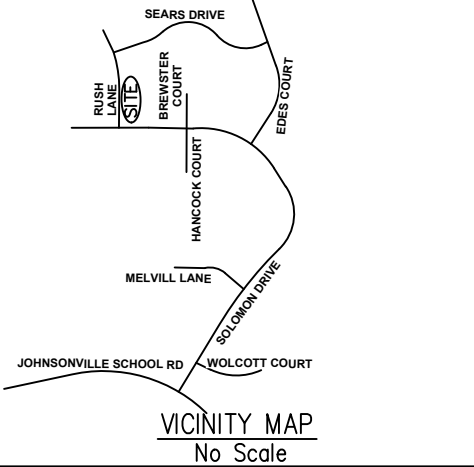 SEARS DRIVE
RUSH
LANE
SITE
BREWSTER
COURT
EDES COURT
HANCOCK COURT
MELVILL LANE
SOLOMON DRIVE
JOHNSONVILLE SCHOOL RD
WOLCOTT COURT
VICINITY MAP
No Scale